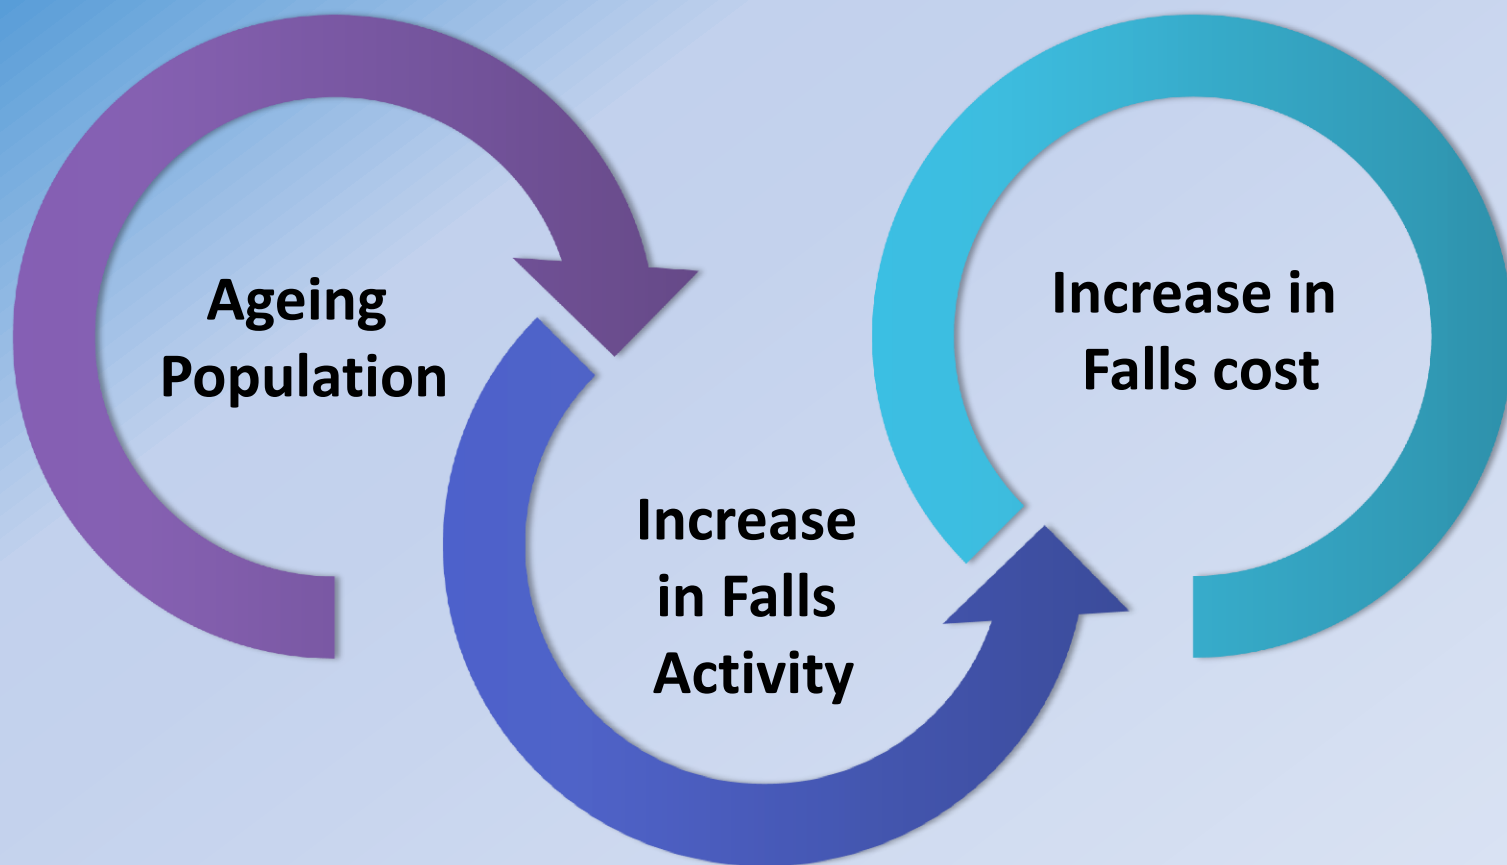 Ageing
Population
Increase
in Falls
Activity
Increase in
Falls cost